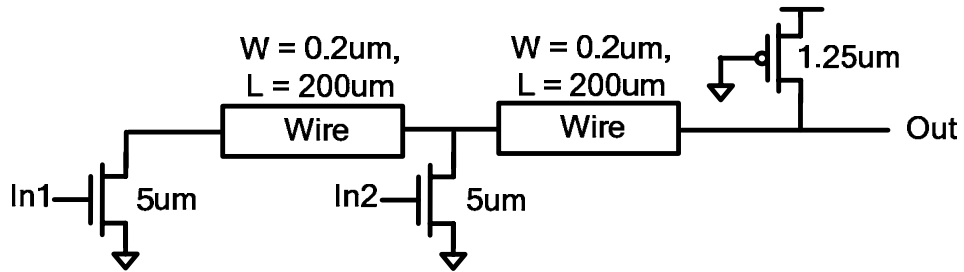 W = 0.2um,
L = 200um
W = 0.2um,
L = 200um
1.25um
Wire
Wire
Out
In1
5um
In2
5um